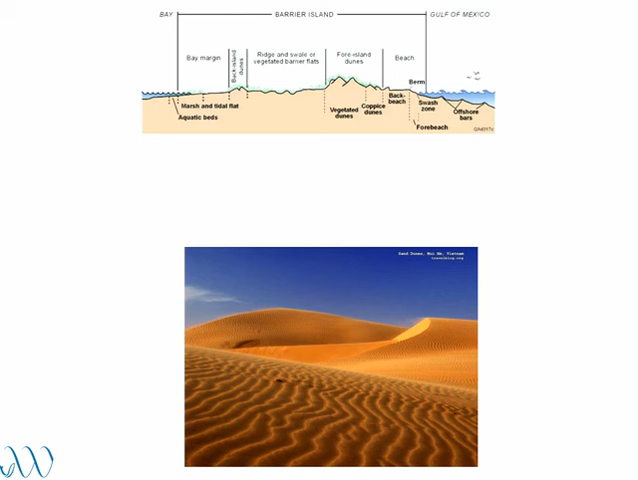 BAY
BARRIER ISLAND
GULF OF MEXICO
Bay margin
Back-island
dunes
Ridge and swale or
vegetated barrier flats
Fore-island
dunes
Beach
Berm
Marsh and tidal flat
Aquatic beds
Vegetated
dunes
Coppice
dunes
Back-
beach
Swash
zone
Offshore
bars
Forebeach
Sand Dunes, Mui Ne, Vietnam